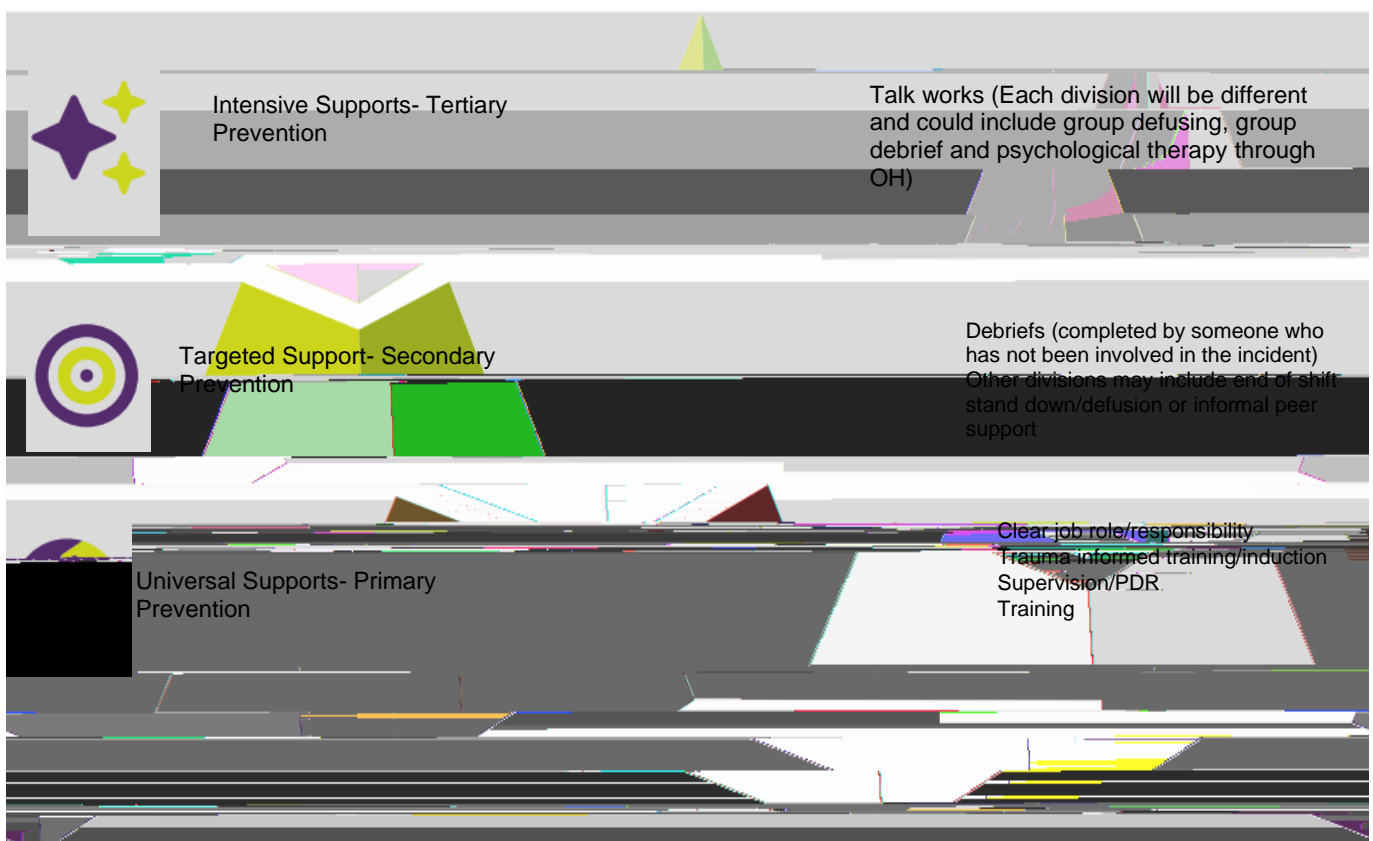 Intensive Supports- Tertiary
Prevention
Talk works (Each division will be different
and could include group defusing, group
debrief and psychological therapy through
OH)
Targeted Support- Secondary
Prevention
Debriefs (completed by someone who
has not been involved in the incident)
Other divisions may include end of shift
stand down/defusion or informal peer
support
Universal Supports- Primary
Prevention
Clear job role/responsibility
Trauma informed training/induction
Supervision/PDR
Training